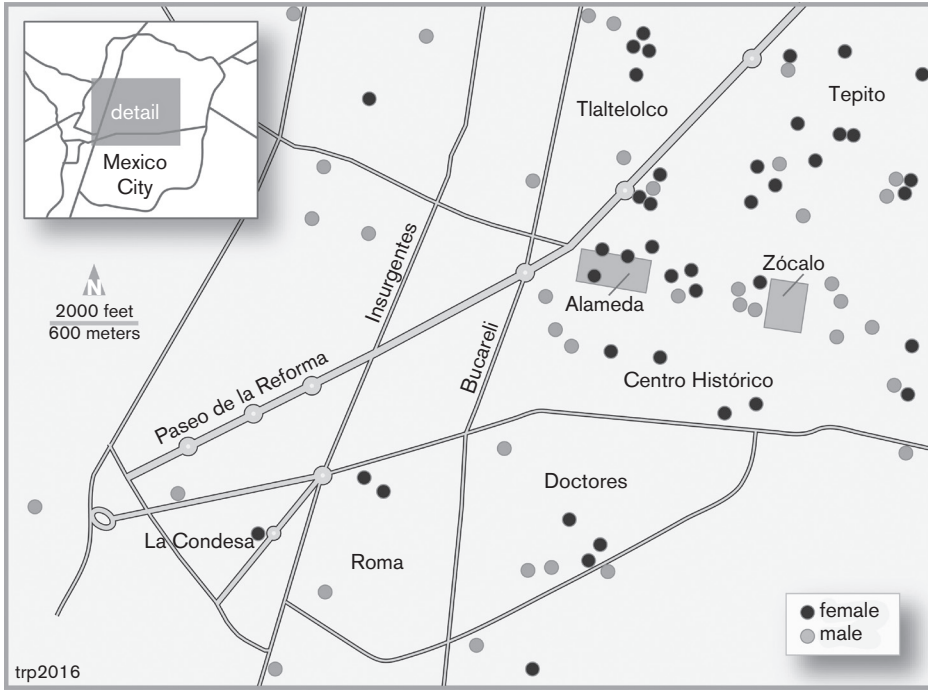 detail
Mexico
City
N
2000 feet
600 meters
Tlaltelolco
Tepito
Insurgentes
Zócalo
Alameda
Bucareli
Paseo de la Reforma
Centro Histórico
Doctores
La Condesa
Roma
female
male
trp2016